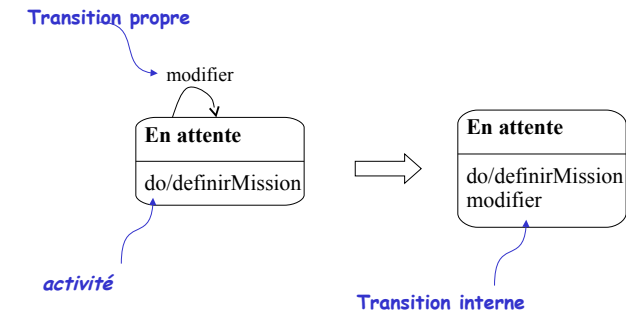 Transition propre
modifier
En attente
do/definirMission
activité
En attente
do/definirMission
modifier
Transition interne